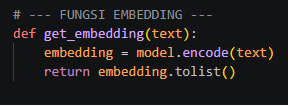 # --- FUNGSI EMBEDDING ---
def get_embedding(text):
    embedding = model.encode(text)
    return embedding.tolist()